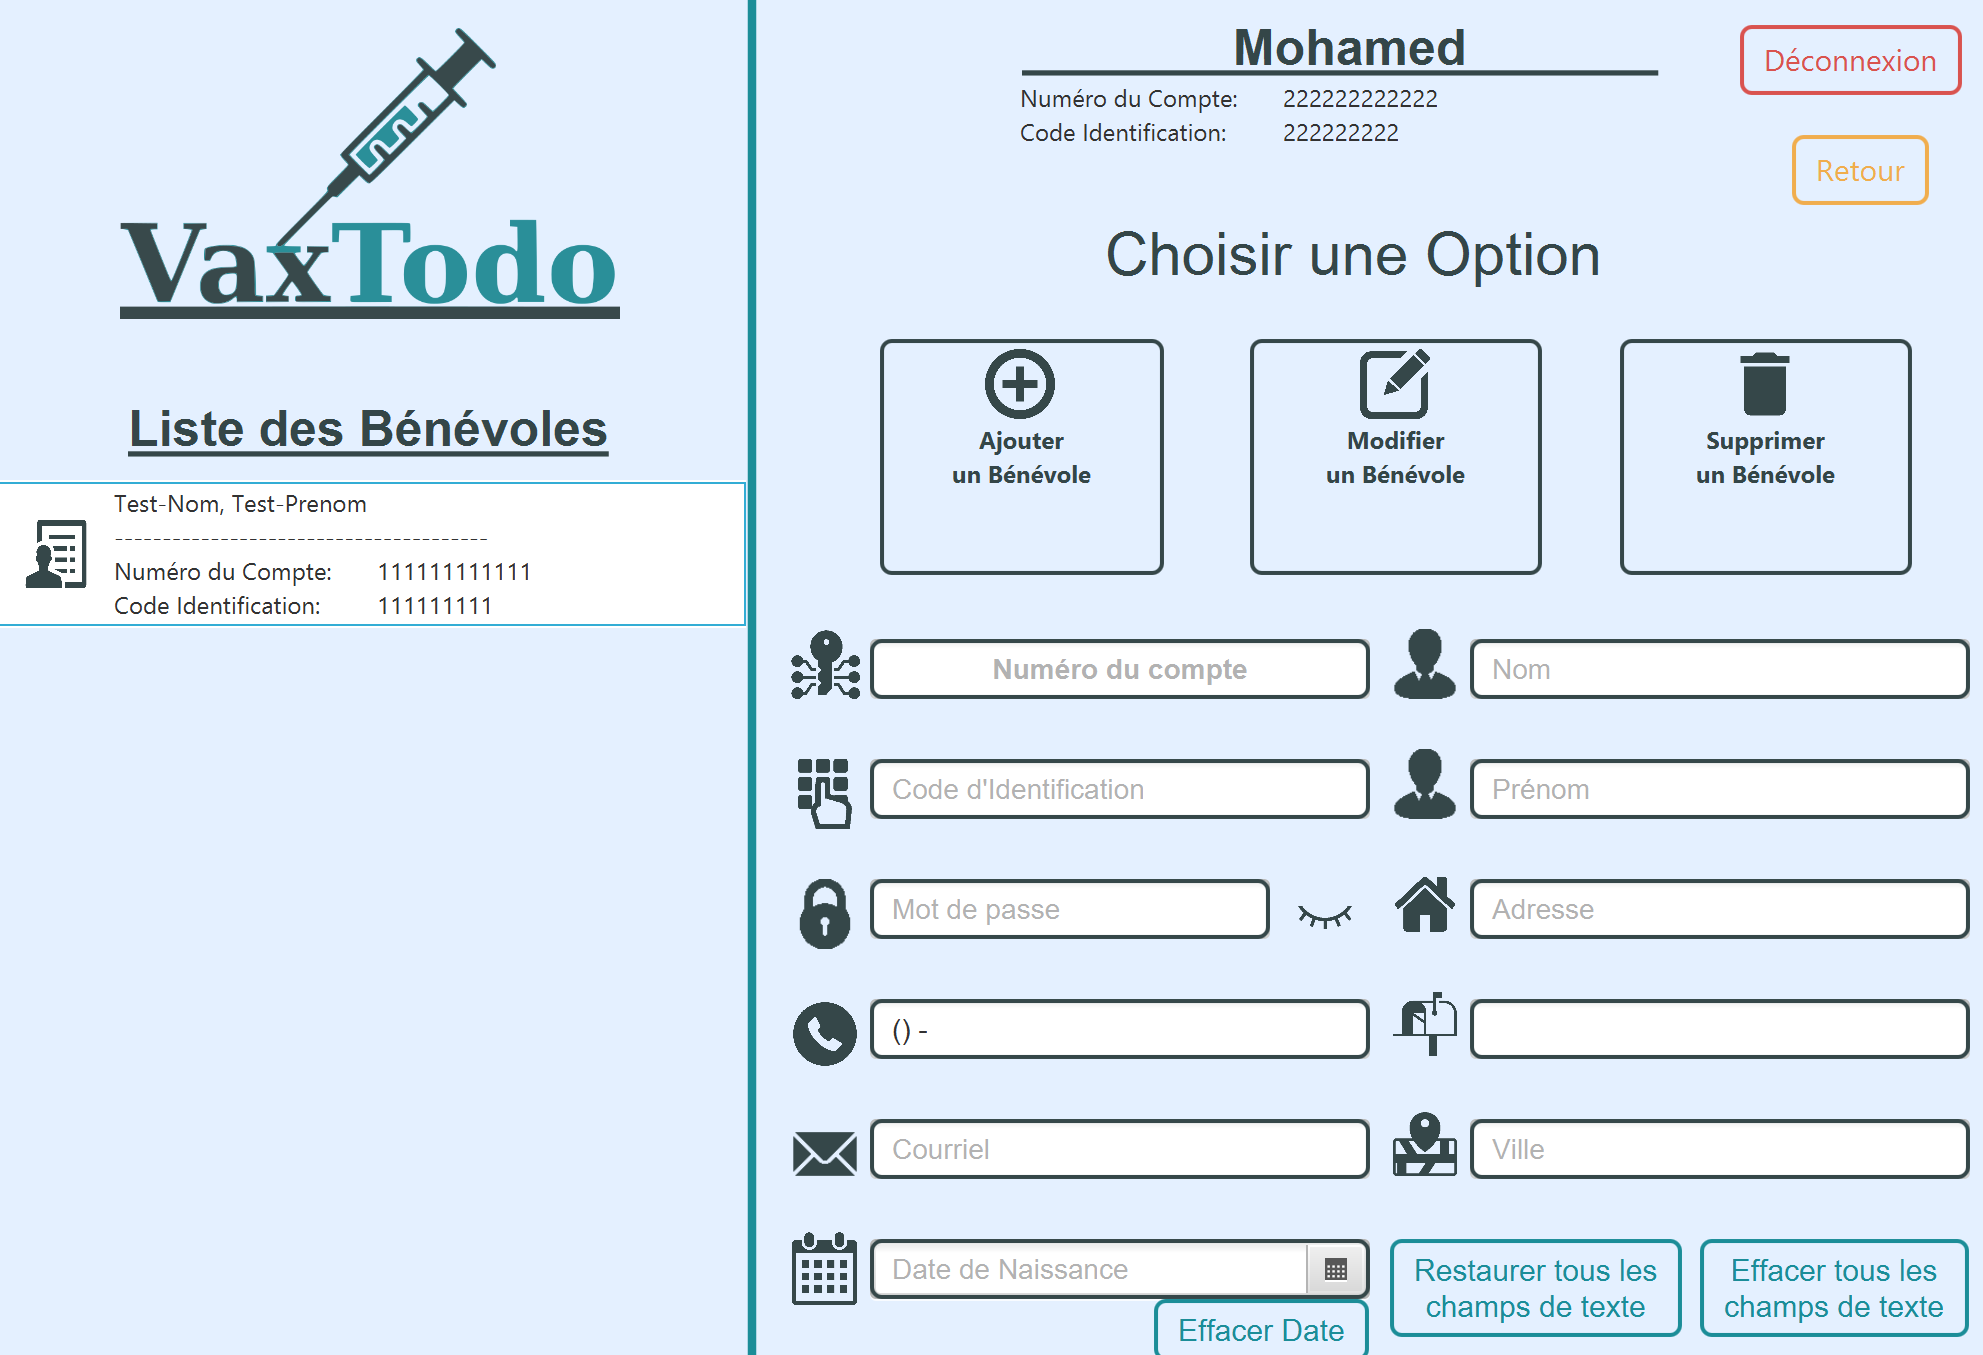 VaxTodo
Liste des Bénévoles
Test-Nom, Test-Prenom
---------------------------------------
Numéro du Compte: 111111111111
Code Identification: 111111111
Mohamed
Numéro du Compte: 222222222222
Code Identification: 222222222
Déconnexion
Retour
Choisir une Option
Ajouter
un Bénévole
Modifier
un Bénévole
Supprimer
un Bénévole
Numéro du compte
Nom
Code d'Identification
Prénom
Mot de passe
Adresse
() -
Courriel
Ville
Date de Naissance
Effacer Date
Restaurer tous les
champs de texte
Effacer tous les
champs de texte